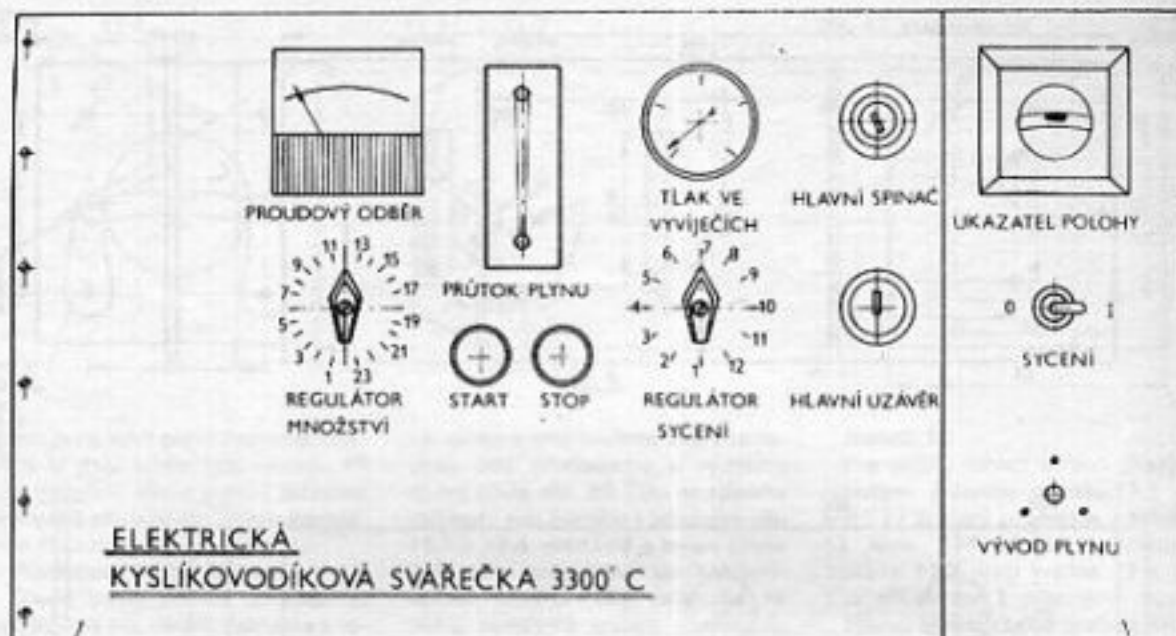 PROUDOVÝ ODBĚR
PRŮTOK PLYNU
TLAK VE
VYVÍJEČÍCH
HLAVNÍ SPINAČ
UKAZATEL POLOHY
1 3 5 7 9 11 13 15 17 19 21 23
REGULÁTOR
MNOŽSTVÍ
START
STOP
1 2 3 4 5 6 7 8 9 10 11 12
REGULÁTOR
SYCENÍ
HLAVNÍ UZÁVĚR
0 I
SYCENÍ
VÝVOD PLYNU
ELEKTRICKÁ
KYSLÍKOVODÍKOVÁ SVÁŘEČKA 3300° C